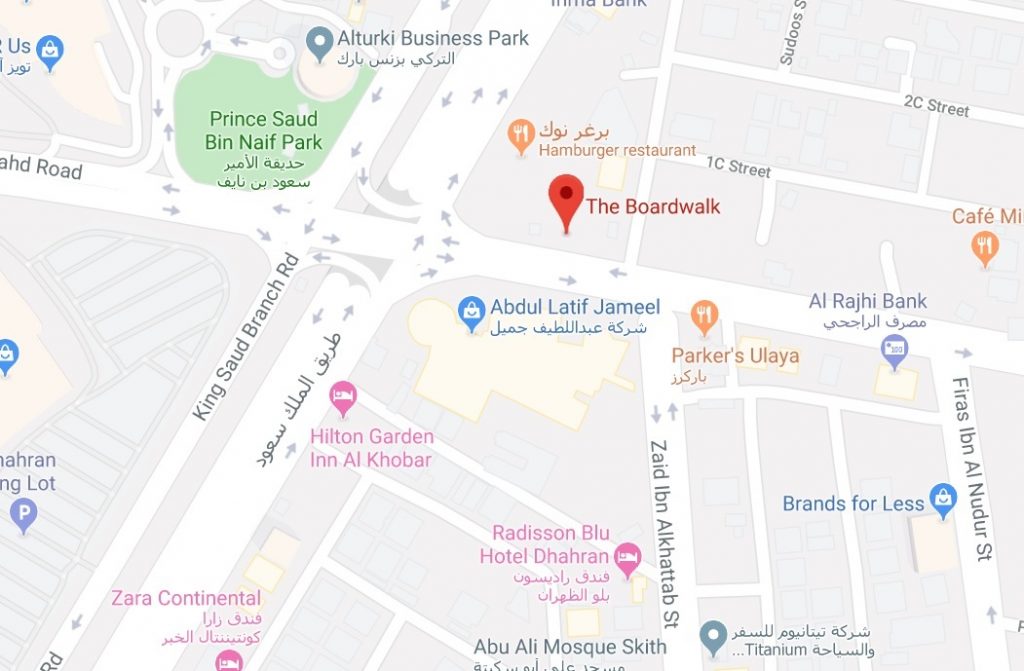 Inma Bank
Alturki Business Park
التركي بزنس بارك
R Us
تويز آ
Sudoos S
2C Street
Prince Saud
Bin Naif Park
حديقة الأمير
سعود بن نايف
برغر نوك
Hamburger restaurant
1C Street
ahd Road
The Boardwalk
Café Mi
King Saud Branch Rd
طريق الملك سعود
Abdul Latif Jameel
شركة عبداللطيف جميل
Al Rajhi Bank
مصرف الراجحي
Parker's Ulaya
باركرز
Hilton Garden
Inn Al Khobar
Zaid Ibn Alkhattab St
Firas Ibn Al Nudur St
hahran
ng Lot
P
Brands for Less
Radisson Blu
Hotel Dhahran
فندق راديسون
بلو الظهران
Zara Continental
فندق زارا
كونتيننتال الخبر
شركة تيتانيوم للسفر
والسياحة Titanium...
Abu Ali Mosque Skith
مسجد علي أبو سكيتة
Rd